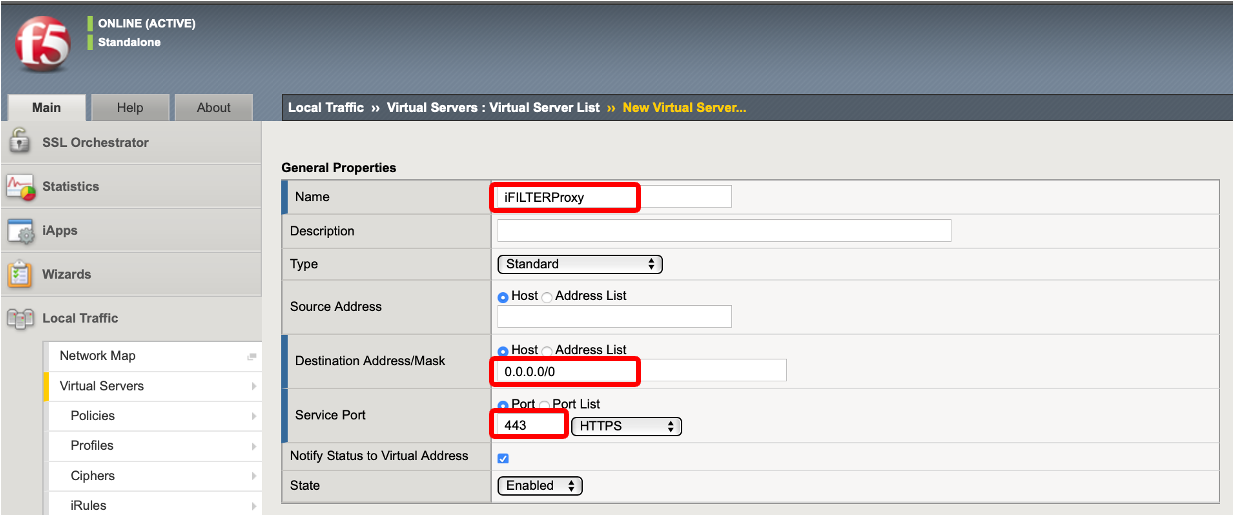 f5
ONLINE (ACTIVE)
Standalone
Main
Help
About
Local Traffic ›› Virtual Servers : Virtual Server List ›› New Virtual Server...
SSL Orchestrator
Statistics
iApps
Wizards
Local Traffic
Network Map
Virtual Servers
Policies
Profiles
Ciphers
iRules
General Properties
Name iFILTERProxy
Description
Type Standard
Source Address Host Address List
Destination Address/Mask Host Address List
0.0.0.0/0
Service Port Port Port List
443 HTTPS
Notify Status to Virtual Address
State Enabled